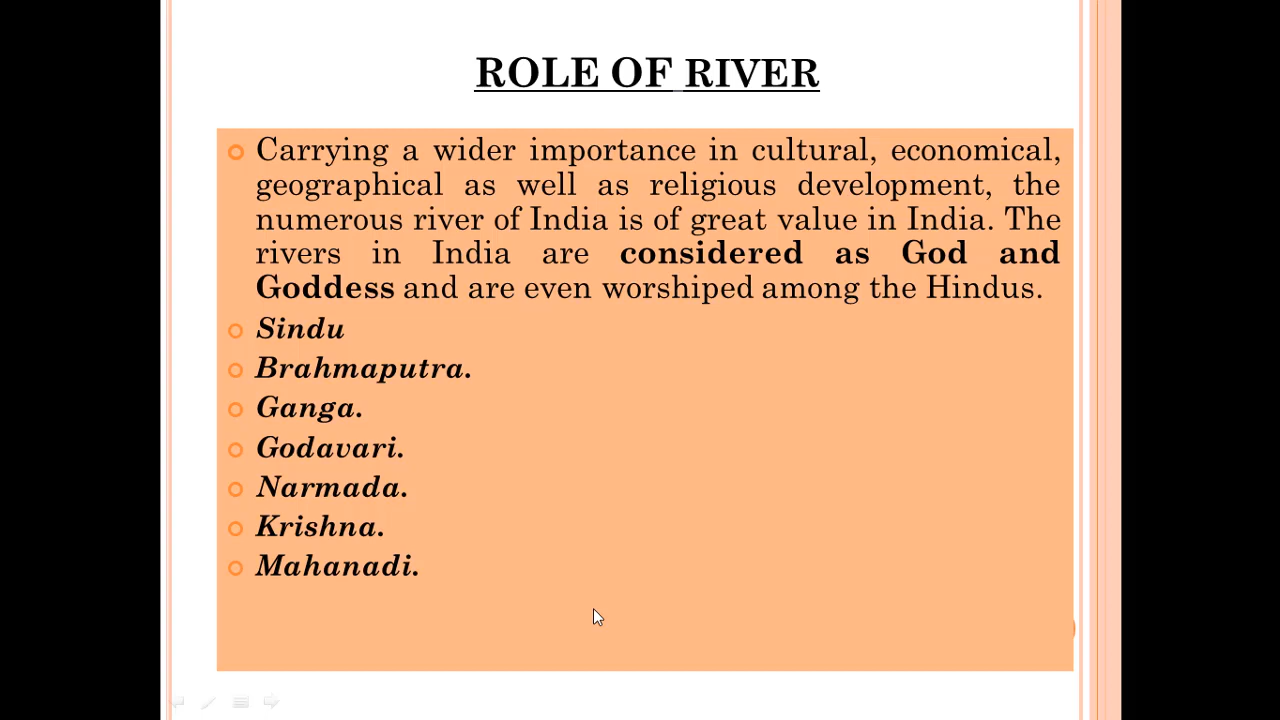 ROLE OF RIVER
Carrying a wider importance in cultural, economical,
geographical as well as religious development, the
numerous river of India is of great value in India. The
rivers in India are considered as God and
Goddess and are even worshiped among the Hindus.
Sindu
Brahmaputra.
Ganga.
Godavari.
Narmada.
Krishna.
Mahanadi.